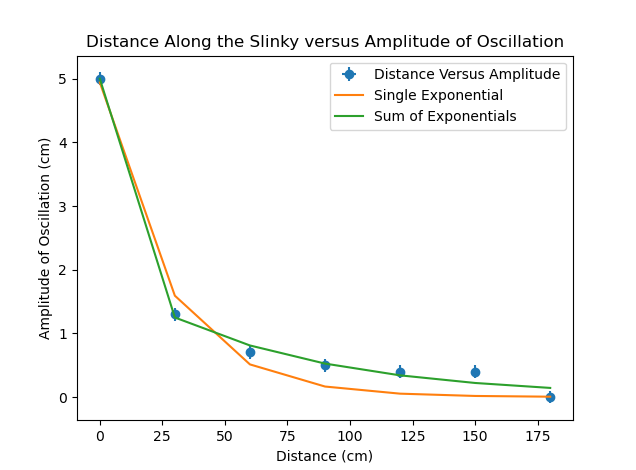 Distance Along the Slinky versus Amplitude of Oscillation
Distance Versus Amplitude
Single Exponential
Sum of Exponentials
Amplitude of Oscillation (cm)
5
4
3
2
1
0
0 25 50 75 100 125 150 175
Distance (cm)